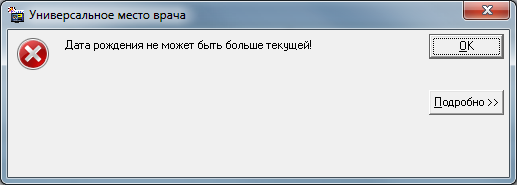 Универсальное место врача
Дата рождения не может быть больше текущей!
OK
Подробно >>